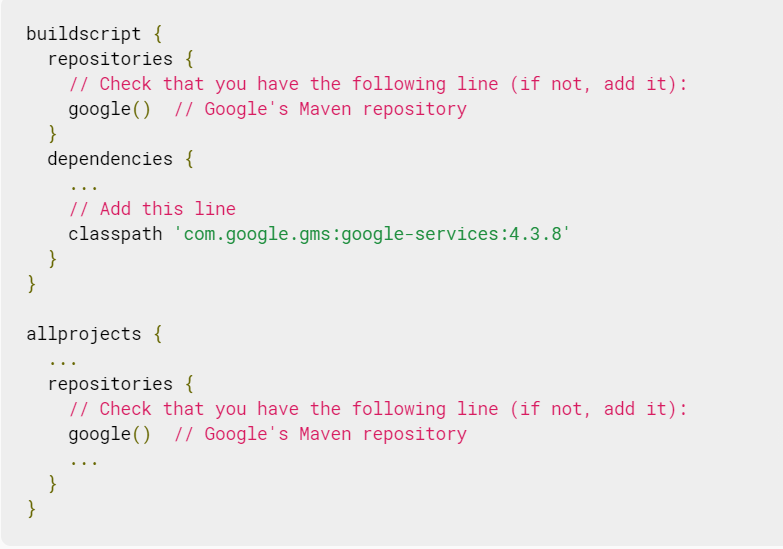 buildscript {
  repositories {
    // Check that you have the following line (if not, add it):
    google()  // Google's Maven repository
  }
  dependencies {
    ...
    // Add this line
    classpath 'com.google.gms:google-services:4.3.8'
  }
}

allprojects {
  ...
  repositories {
    // Check that you have the following line (if not, add it):
    google()  // Google's Maven repository
    ...
  }
}